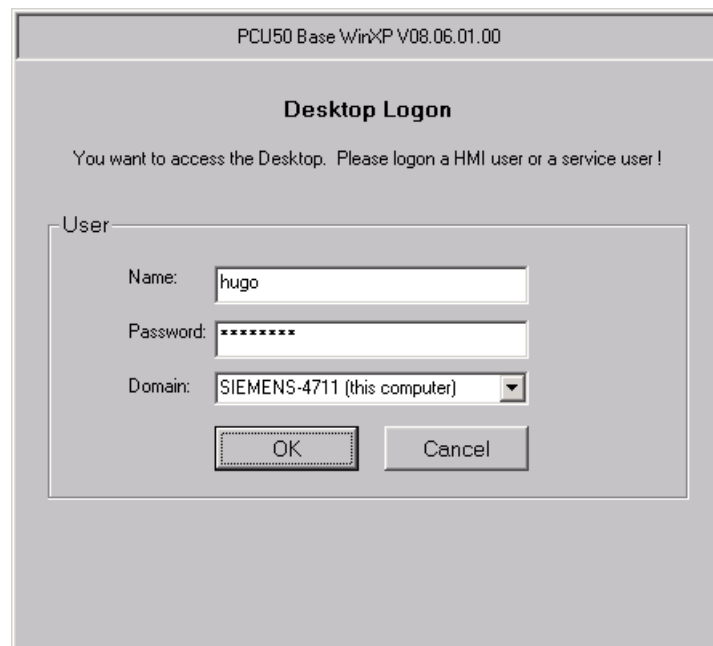 PCU50 Base WinXP V08.06.01.00
Desktop Logon
You want to access the Desktop. Please logon a HMI user or a service user !
User
Name: hugo
Password: ********
Domain: SIEMENS-4711 (this computer)
OK Cancel